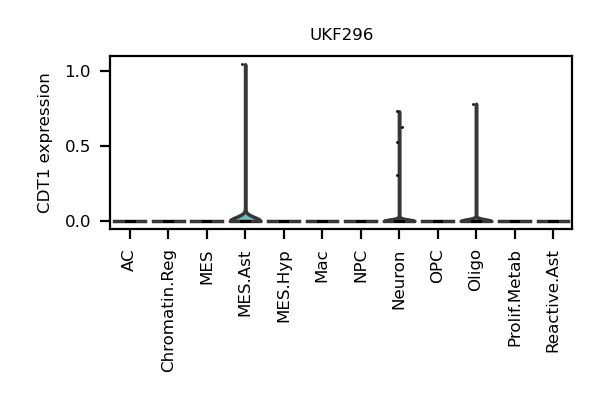 UKF296
CDT1 expression
1.0
0.5
0.0
AC
Chromatin.Reg
MES
MES.Ast
MES.Hyp
Mac
NPC
Neuron
OPC
Oligo
Prolif.Metab
Reactive.Ast